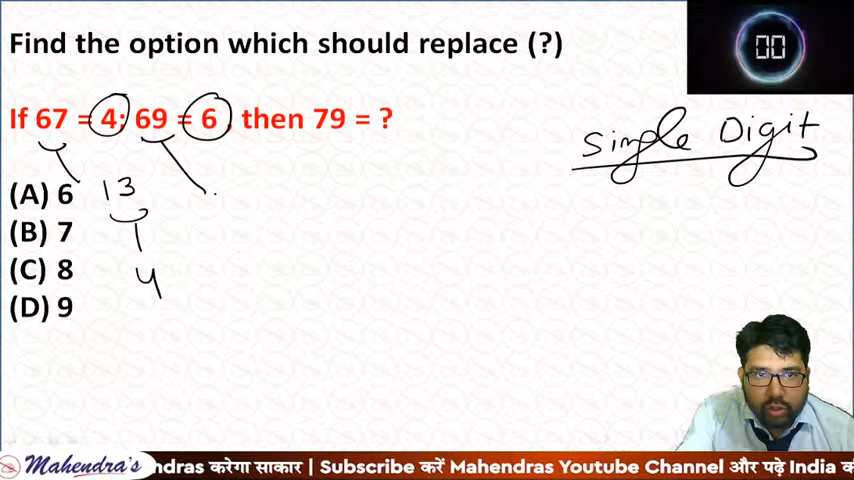 Find the option which should replace (?)
00
If 67 = 4; 69 = 6, then 79 = ?
Single Digit
(A) 6
13
(B) 7
(C) 8
4
(D) 9
Mahendra's
ndras करेगा साकार | Subscribe करें Mahendras Youtube Channel और पढ़े India क